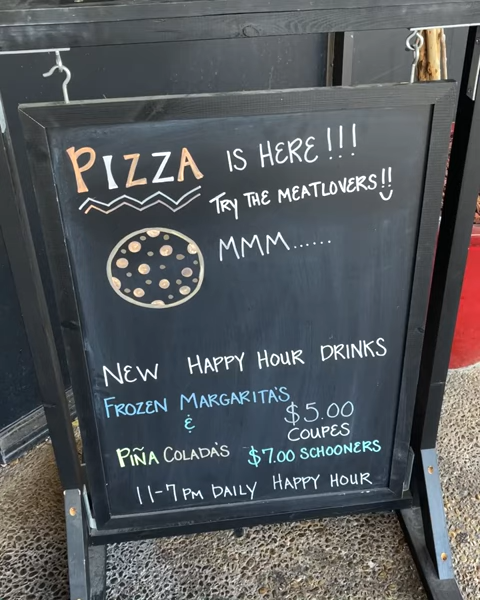 PIZZA IS HERE!!!
TRY THE MEATLOVERS!!
MMM......
NEW HAPPY HOUR DRINKS
FROZEN MARGARITA'S
&
$5.00
COUPES
PIÑA COLADA'S $7.00 SCHOONERS
11-7PM DAILY HAPPY HOUR